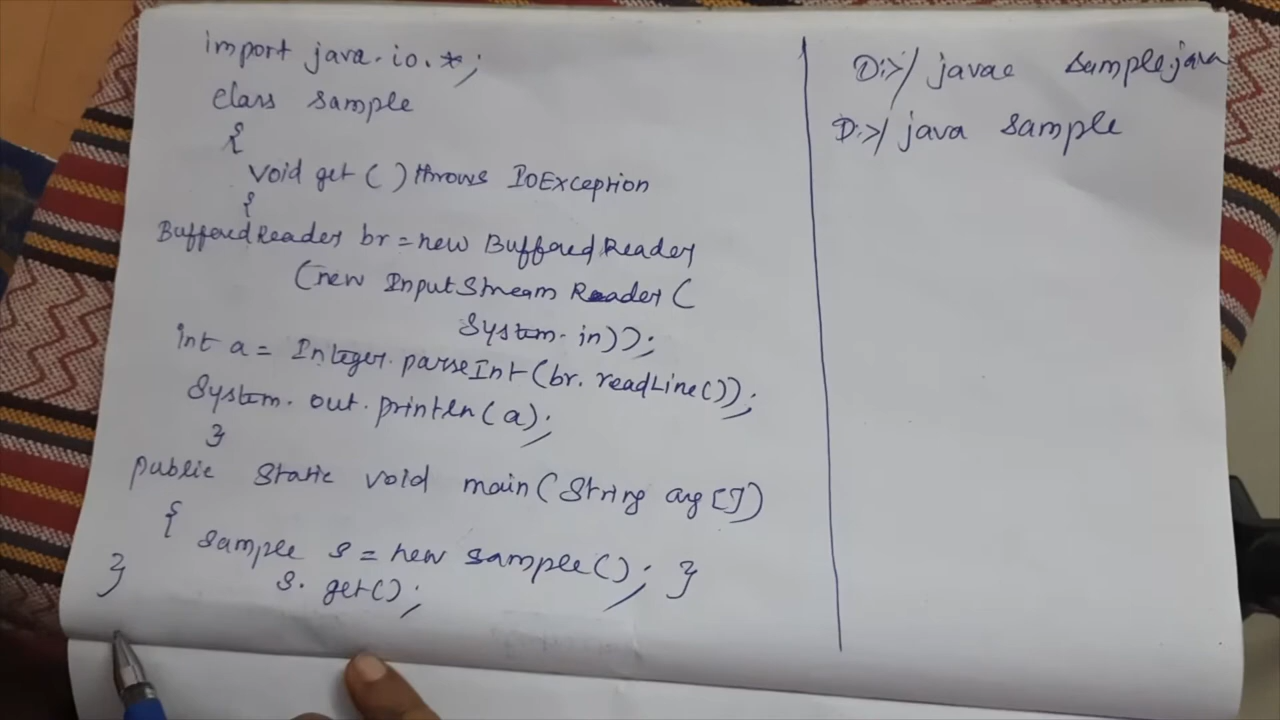 import java.io.*;
class sample
{
void get ( ) throws IOException
{
BufferedReader br = new BufferedReader
(new InputStreamReader (
System.in));
int a = Integer.parseInt(br.readLine());
System.out.println(a);
}
public static void main(String arg[])
{ sample s = new sample(); }
s.get();
}
D:>/ javac sample.java
D:>/ java sample